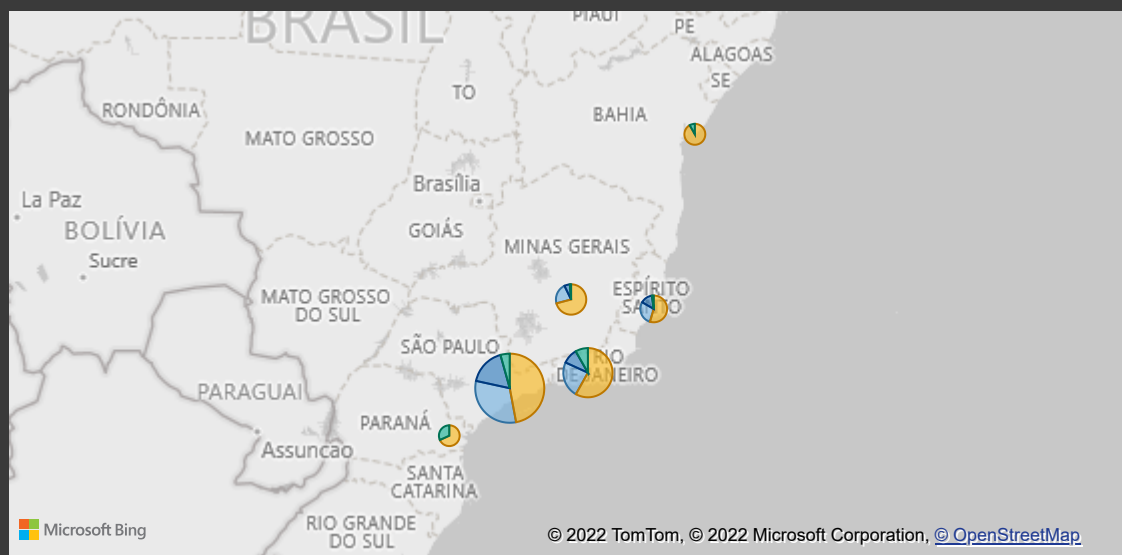 BRASIL
PIAUÍ
PE
ALAGOAS
SE
TO
RONDÔNIA
BAHIA
MATO GROSSO
Brasília
La Paz
BOLÍVIA
GOIÁS
MINAS GERAIS
Sucre
MATO GROSSO
DO SUL
ESPÍRITO
SANTO
SÃO PAULO
RIO
DE JANEIRO
PARAGUAI
PARANÁ
Assuncao
SANTA
CATARINA
RIO GRANDE
DO SUL
Microsoft Bing
© 2022 TomTom, © 2022 Microsoft Corporation, © OpenStreetMap